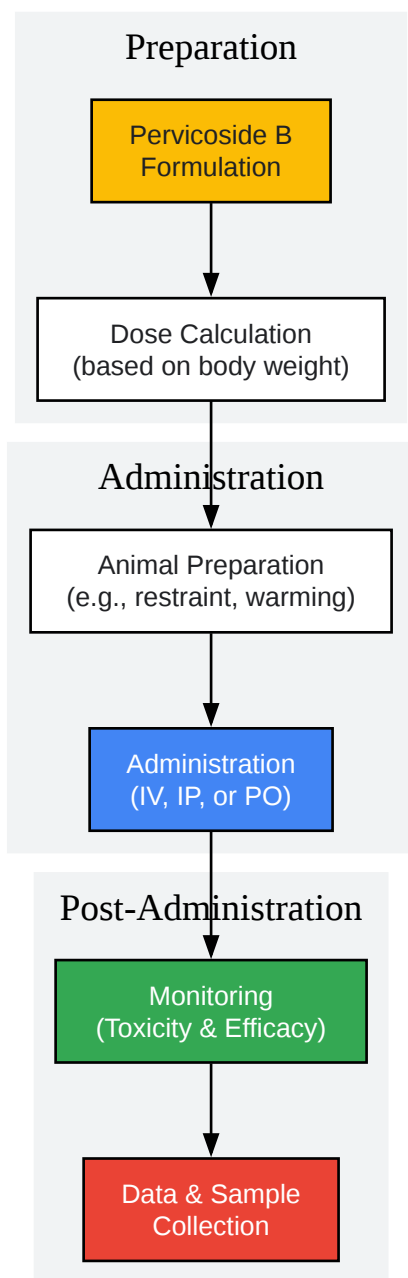 Preparation
Pervicoside B
Formulation
Dose Calculation
(based on body weight)
Administration
Animal Preparation
(e.g., restraint, warming)
Administration
(IV, IP, or PO)
Post-Administration
Monitoring
(Toxicity & Efficacy)
Data & Sample
Collection